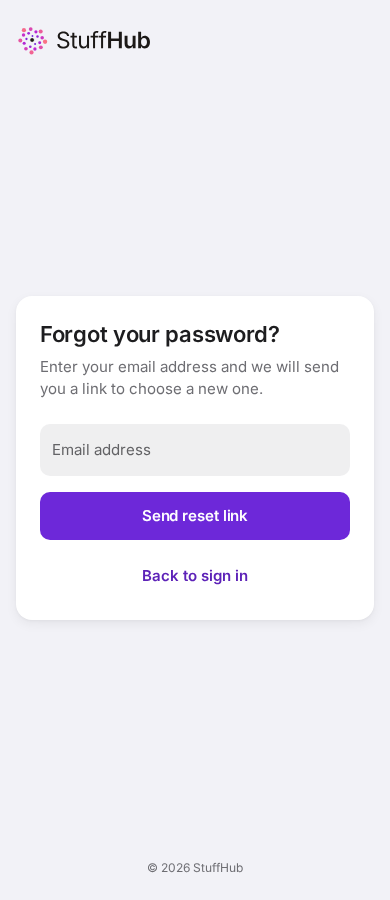 StuffHub
Forgot your password?
Enter your email address and we will send
you a link to choose a new one.
Email address
Send reset link
Back to sign in
© 2026 StuffHub